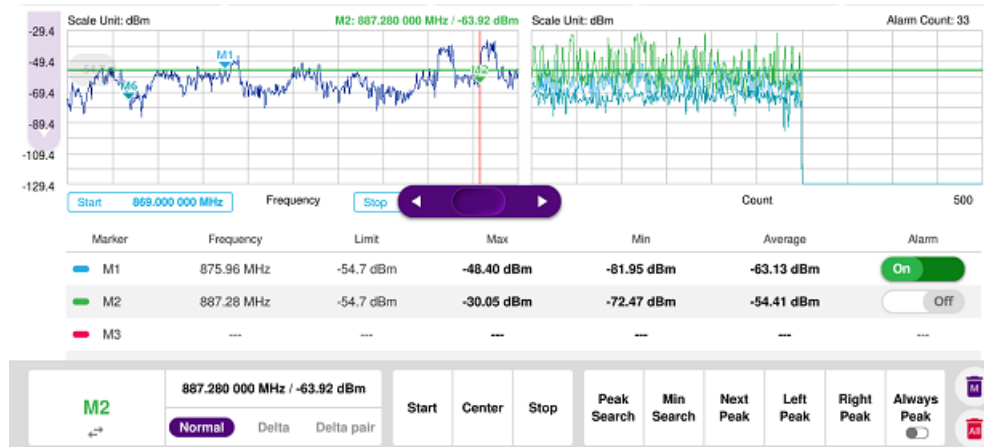 Scale Unit: dBm M2: 887.280 000 MHz / -63.92 dBm Scale Unit: dBm Alarm Count: 33
-29.4
M1
-49.4
M2
M6
-69.4
-89.4
-109.4
-129.4
Start 869.000 000 MHz Frequency Stop Count 500
Marker Frequency Limit Max Min Average Alarm
M1 875.96 MHz -54.7 dBm -48.40 dBm -81.95 dBm -63.13 dBm On
M2 887.28 MHz -54.7 dBm -30.05 dBm -72.47 dBm -54.41 dBm Off
M3 --- --- --- --- --- ---
M2
887.280 000 MHz / -63.92 dBm
Normal Delta Delta pair
Start Center Stop
Peak Search
Min Search
Next Peak
Left Peak
Right Peak
Always Peak
M
All